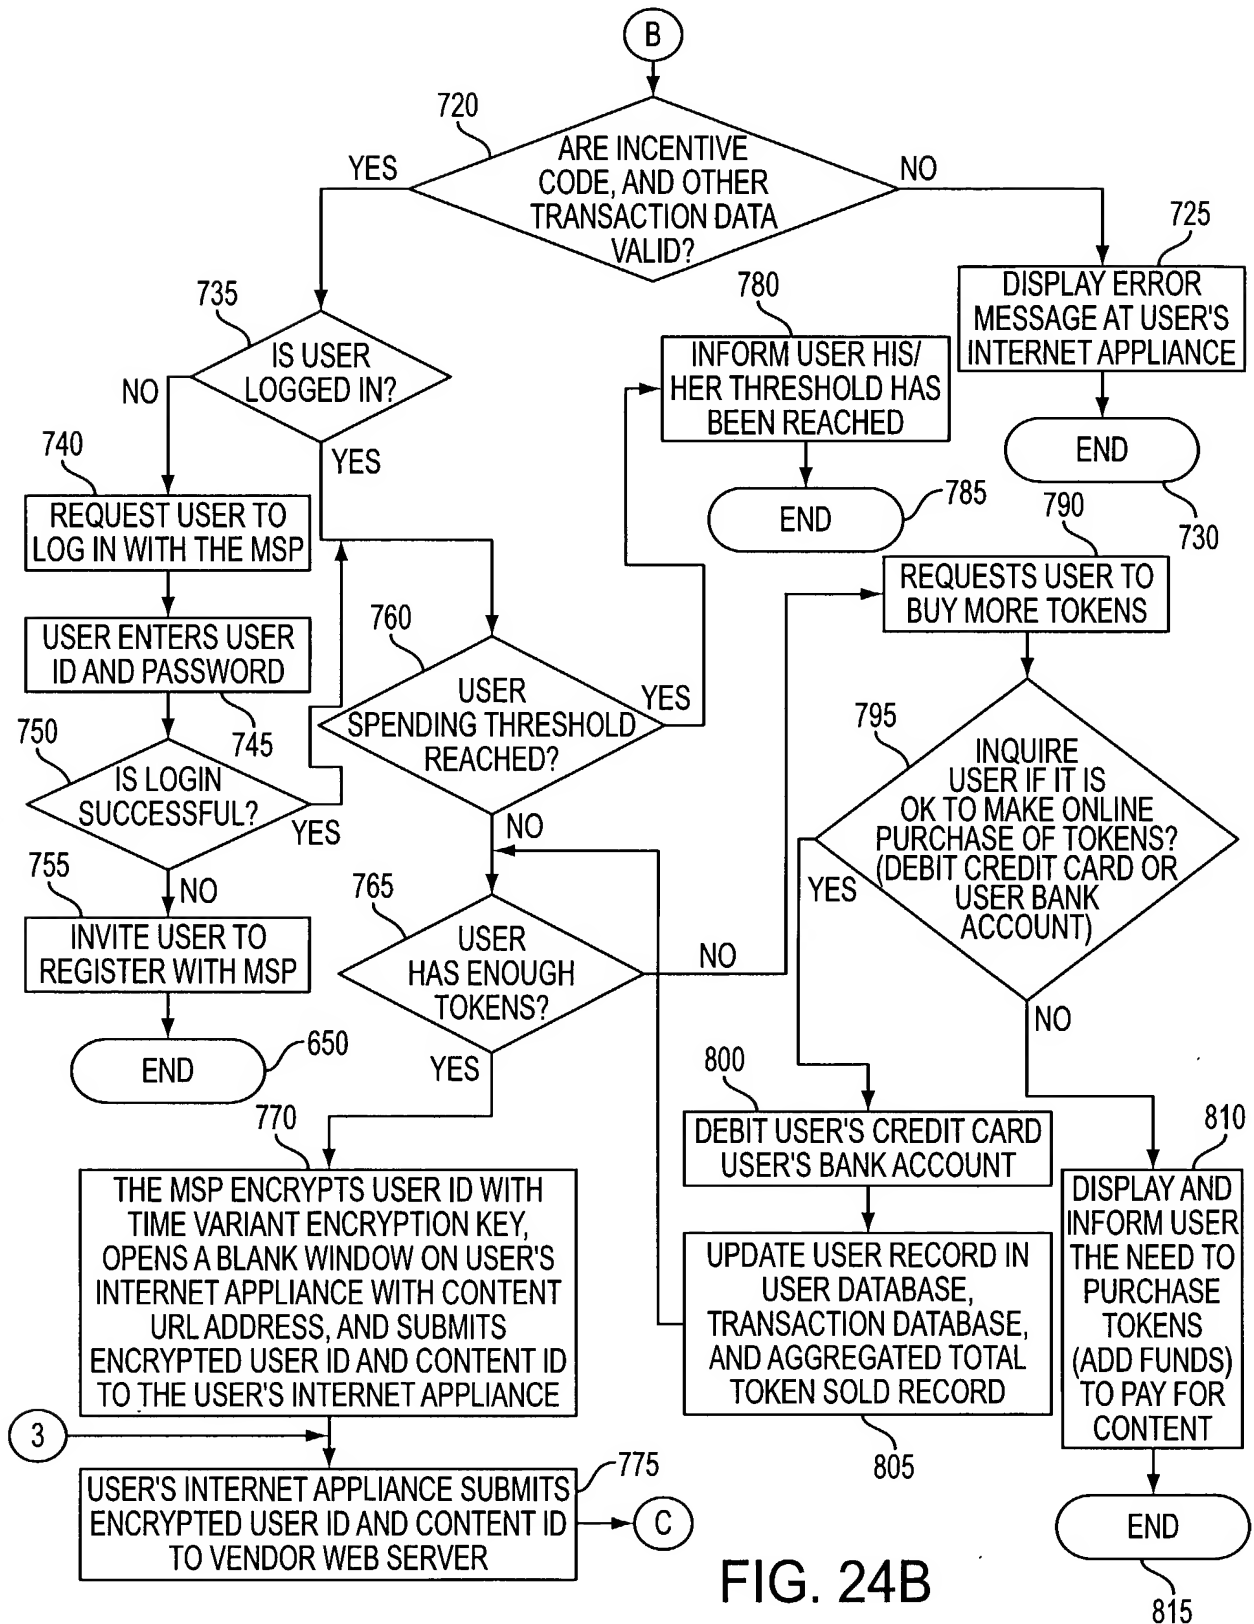 B
720
ARE INCENTIVE
CODE, AND OTHER
TRANSACTION DATA
VALID?
YES
NO
725
DISPLAY ERROR
MESSAGE AT USER'S
INTERNET APPLIANCE
END
730
735
IS USER
LOGGED IN?
NO
YES
780
INFORM USER HIS/
HER THRESHOLD HAS
BEEN REACHED
END
785
740
REQUEST USER TO
LOG IN WITH THE MSP
USER ENTERS USER
ID AND PASSWORD
745
750
IS LOGIN
SUCCESSFUL?
YES
NO
755
INVITE USER TO
REGISTER WITH MSP
END
650
760
USER
SPENDING THRESHOLD
REACHED?
YES
NO
765
USER
HAS ENOUGH
TOKENS?
NO
YES
790
REQUESTS USER TO
BUY MORE TOKENS
795
INQUIRE
USER IF IT IS
OK TO MAKE ONLINE
PURCHASE OF TOKENS?
(DEBIT CREDIT CARD OR
USER BANK
ACCOUNT)
YES
NO
800
DEBIT USER'S CREDIT CARD
USER'S BANK ACCOUNT
UPDATE USER RECORD IN
USER DATABASE,
TRANSACTION DATABASE,
AND AGGREGATED TOTAL
TOKEN SOLD RECORD
805
810
DISPLAY AND
INFORM USER
THE NEED TO
PURCHASE
TOKENS
(ADD FUNDS)
TO PAY FOR
CONTENT
END
815
770
THE MSP ENCRYPTS USER ID WITH
TIME VARIANT ENCRYPTION KEY,
OPENS A BLANK WINDOW ON USER'S
INTERNET APPLIANCE WITH CONTENT
URL ADDRESS, AND SUBMITS
ENCRYPTED USER ID AND CONTENT ID
TO THE USER'S INTERNET APPLIANCE
3
775
USER'S INTERNET APPLIANCE SUBMITS
ENCRYPTED USER ID AND CONTENT ID
TO VENDOR WEB SERVER
C
FIG. 24B